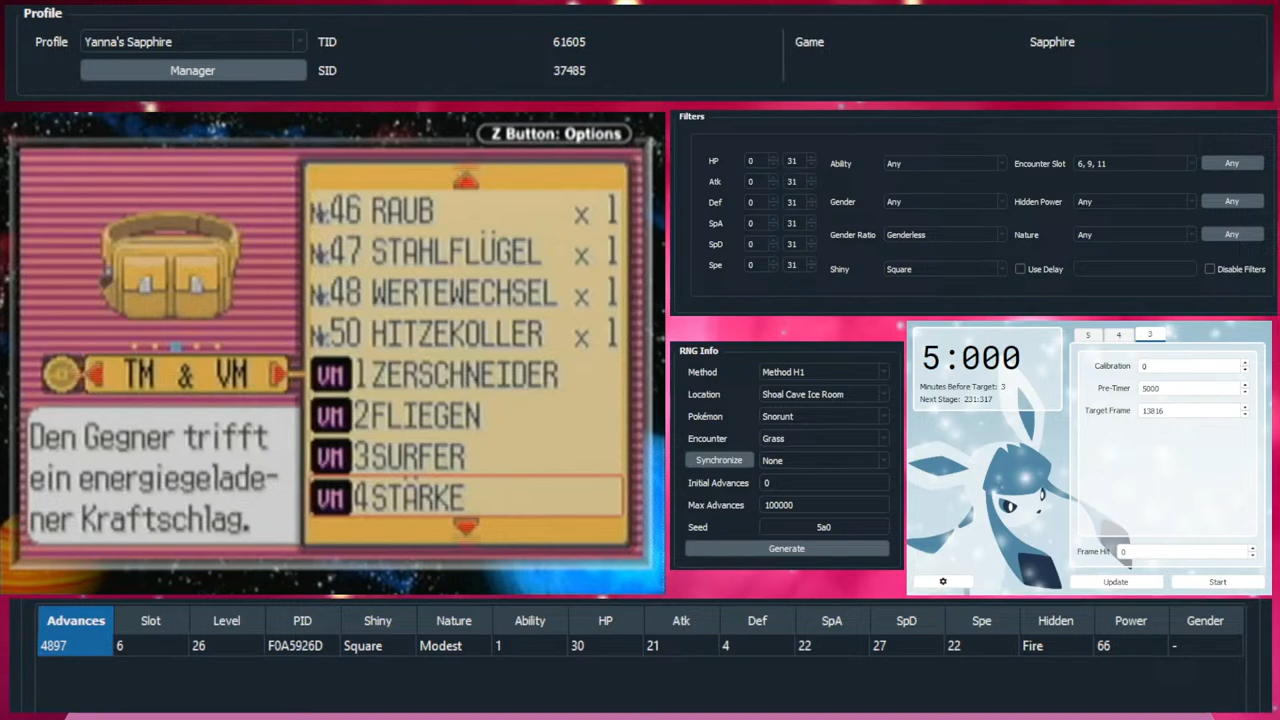 Profile
Profile Yanna's Sapphire TID 61605 Game Sapphire
Manager SID 37485
Z Button: Options
№46 RAUB x 1
№47 STAHLFLÜGEL x 1
№48 WERTEWECHSEL x 1
№50 HITZEKOLLER x 1
VM 1 ZERSCHNEIDER
VM 2 FLIEGEN
VM 3 SURFER
VM 4 STÄRKE
TM & VM
Den Gegner trifft
ein energiegelade-
ner Kraftschlag.
Filters
HP 0 31 Ability Any Encounter Slot 6, 9, 11 Any
Atk 0 31
Def 0 31 Gender Any Hidden Power Any Any
SpA 0 31
SpD 0 31 Gender Ratio Genderless Nature Any Any
Spe 0 31 Shiny Square Use Delay Disable Filters
RNG Info
Method Method H1
Location Shoal Cave Ice Room
Pokémon Snorunt
Encounter Grass
Synchronize None
Initial Advances 0
Max Advances 100000
Seed 5a0
Generate
5:000
Minutes Before Target: 3
Next Stage: 231:317
5 4 3
Calibration 0
Pre-Timer 5000
Target Frame 13816
Frame Hit 0
Update Start
Advances Slot Level PID Shiny Nature Ability HP Atk Def SpA SpD Spe Hidden Power Gender
4897 6 26 F0A5926D Square Modest 1 30 21 4 22 27 22 Fire 66 -